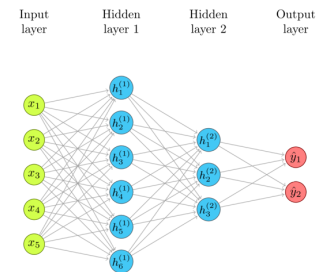 Input layer
Hidden layer 1
Hidden layer 2
Output layer
x₁
x₂
x₃
x₄
x₅
h₁⁽¹⁾
h₂⁽¹⁾
h₃⁽¹⁾
h₄⁽¹⁾
h₅⁽¹⁾
h₆⁽¹⁾
h₁⁽²⁾
h₂⁽²⁾
h₃⁽²⁾
ŷ₁
ŷ₂